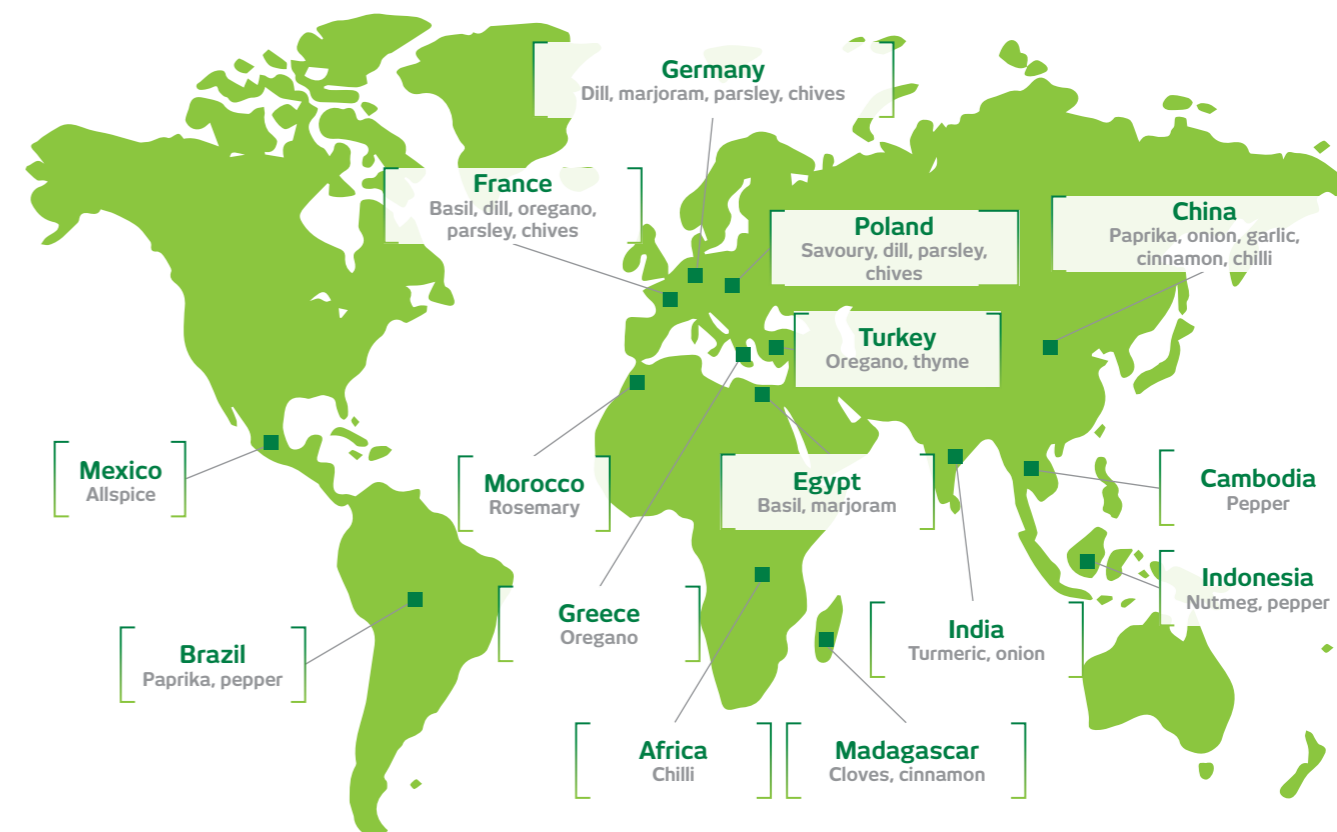 Germany
Dill, marjoram, parsley, chives
France
Basil, dill, oregano,
parsley, chives
Poland
Savoury, dill, parsley,
chives
China
Paprika, onion, garlic,
cinnamon, chilli
Turkey
Oregano, thyme
Mexico
Allspice
Morocco
Rosemary
Egypt
Basil, marjoram
Cambodia
Pepper
Indonesia
Nutmeg, pepper
Greece
Oregano
India
Turmeric, onion
Brazil
Paprika, pepper
Africa
Chilli
Madagascar
Cloves, cinnamon